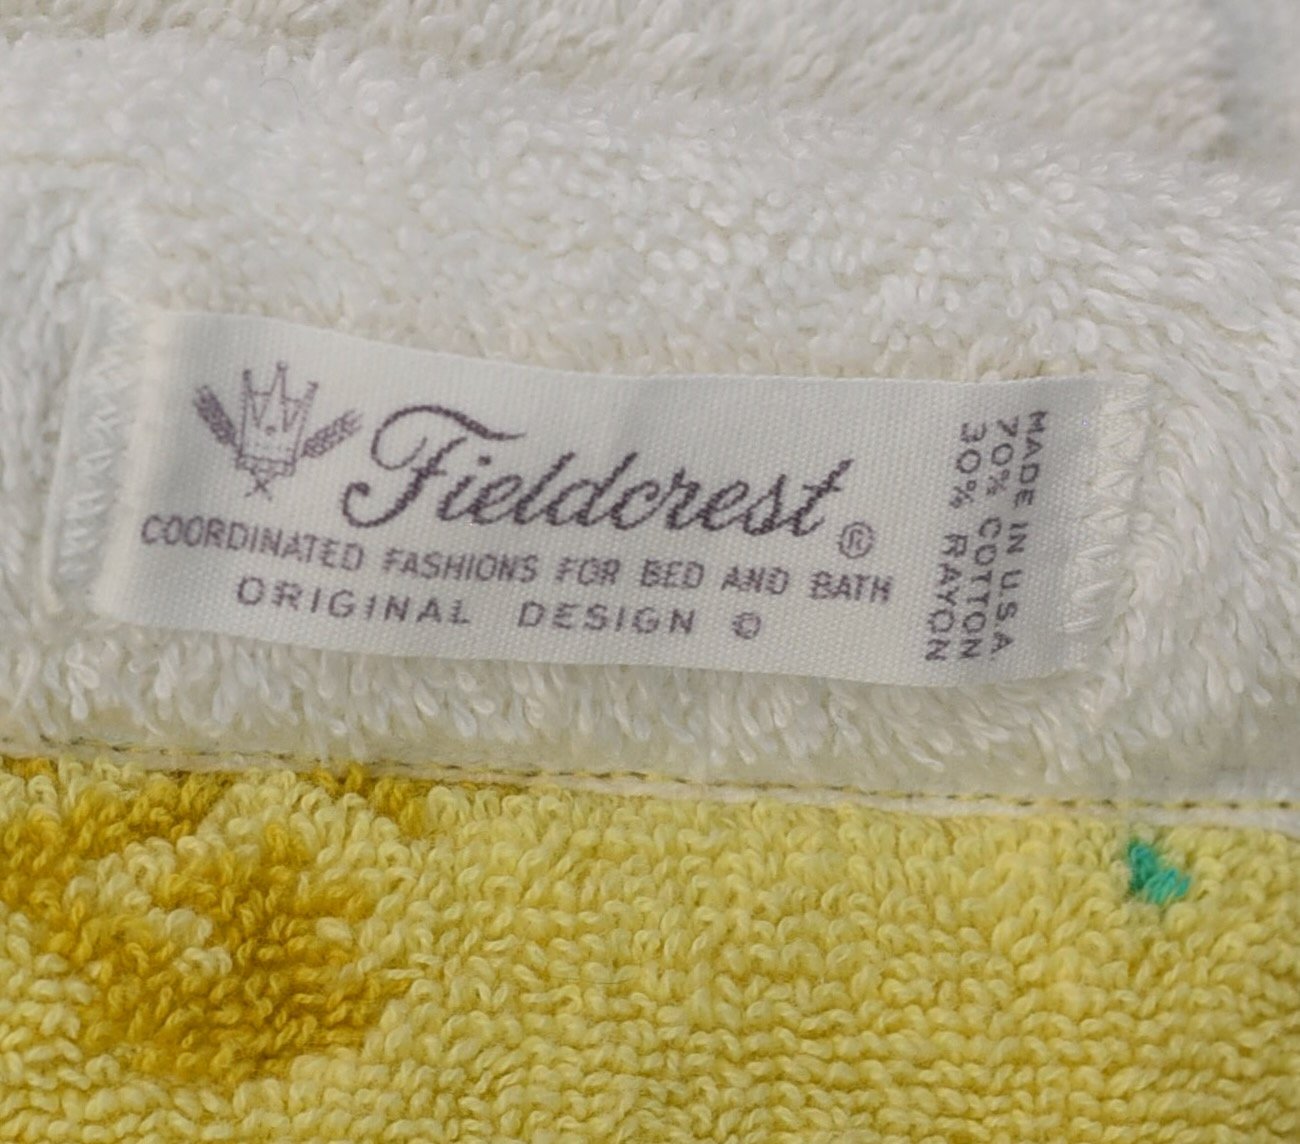 Fieldcrest®
COORDINATED FASHIONS FOR BED AND BATH
ORIGINAL DESIGN ©
MADE IN U.S.A.
70% COTTON
30% RAYON